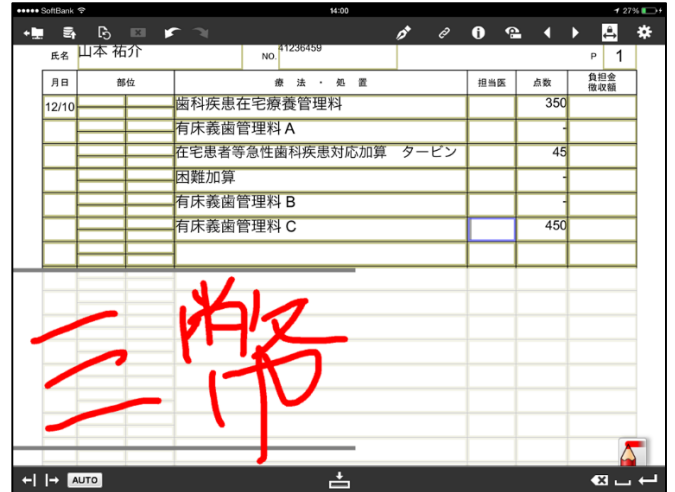 SoftBank 14:00 27%
氏名 山本 祐介 NO. 41236459 P 1
月日 部位 療 法 ・ 処 置 担当医 点数 負担金徴収額
12/10 歯科疾患在宅療養管理料 350
有床義歯管理料 A -
在宅患者等急性歯科疾患対応加算 タービン 45
困難加算 -
有床義歯管理料 B -
有床義歯管理料 C 450
三
AUTO